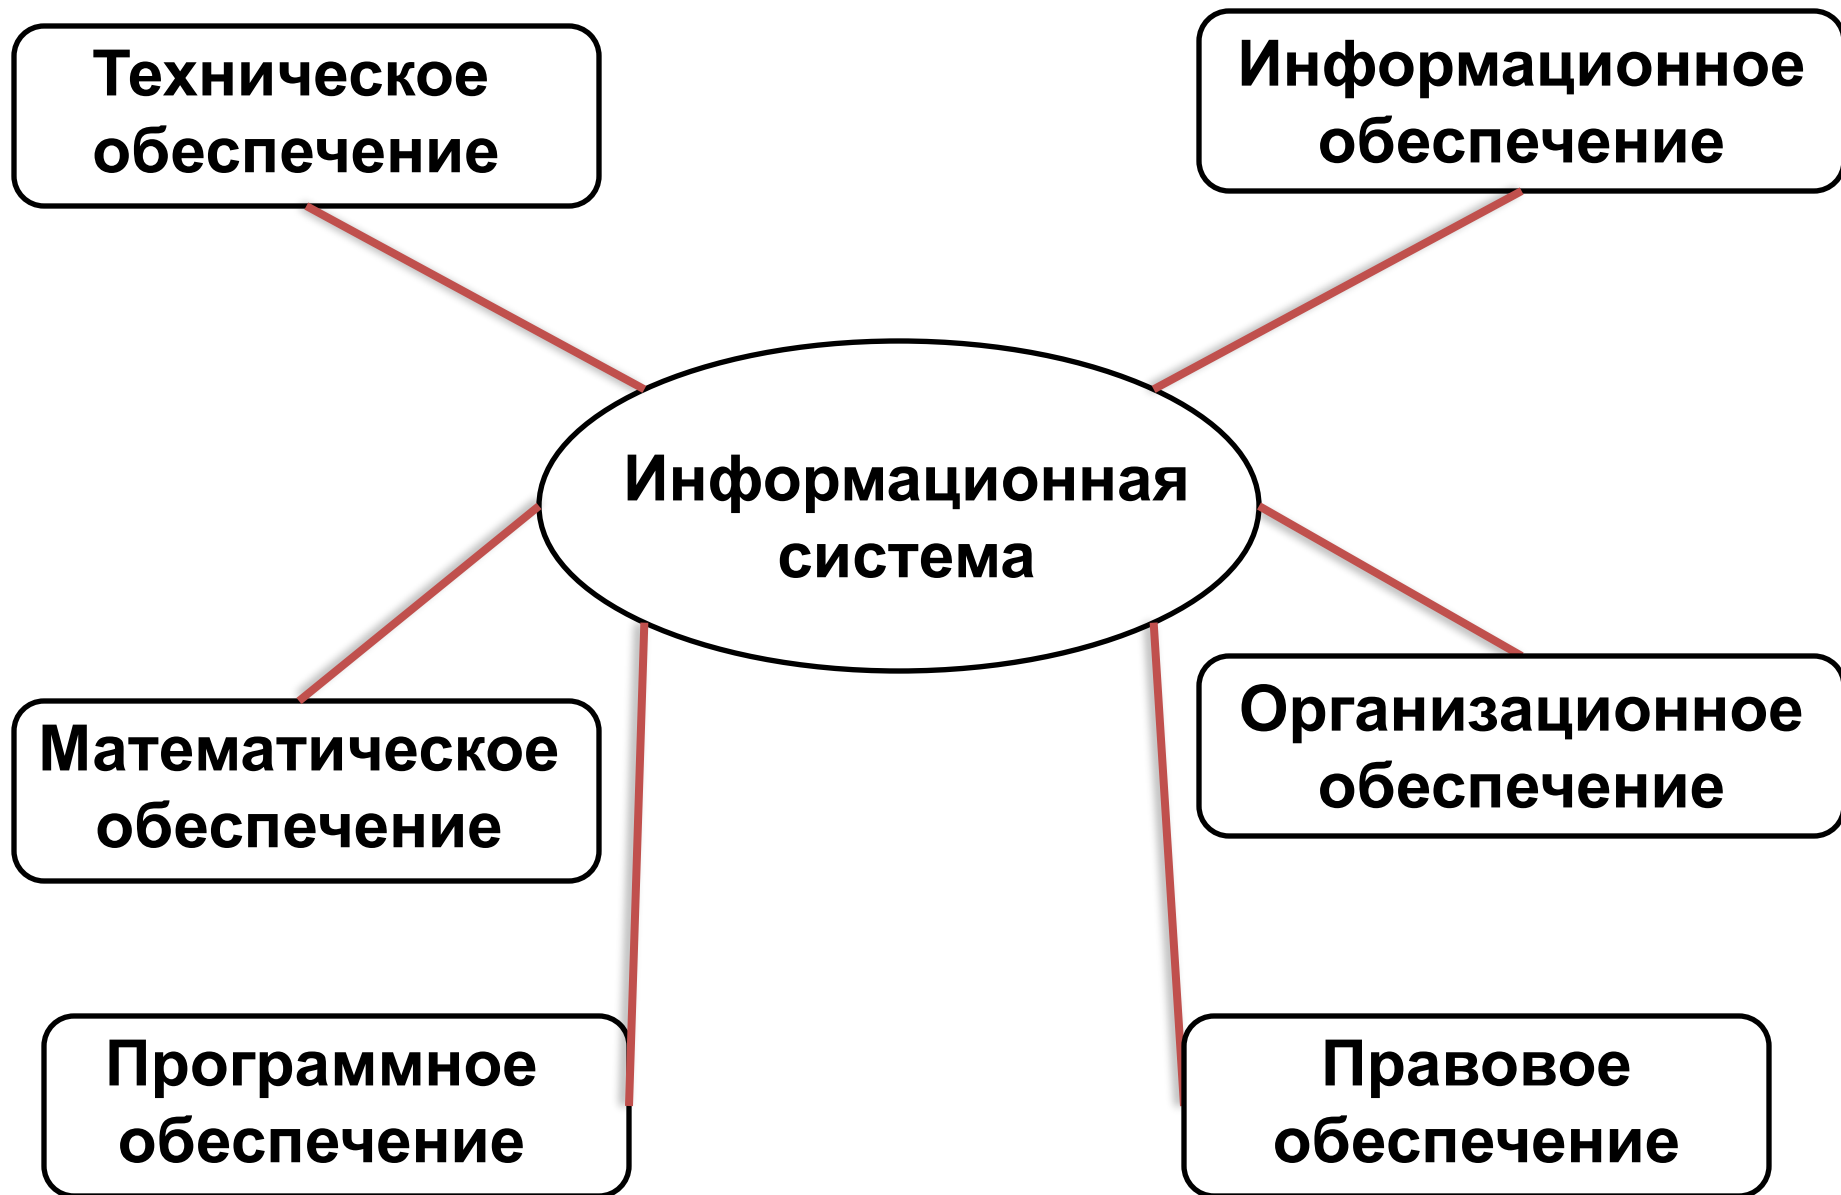 Техническое
обеспечение
Информационное
обеспечение
Информационная
система
Математическое
обеспечение
Организационное
обеспечение
Программное
обеспечение
Правовое
обеспечение